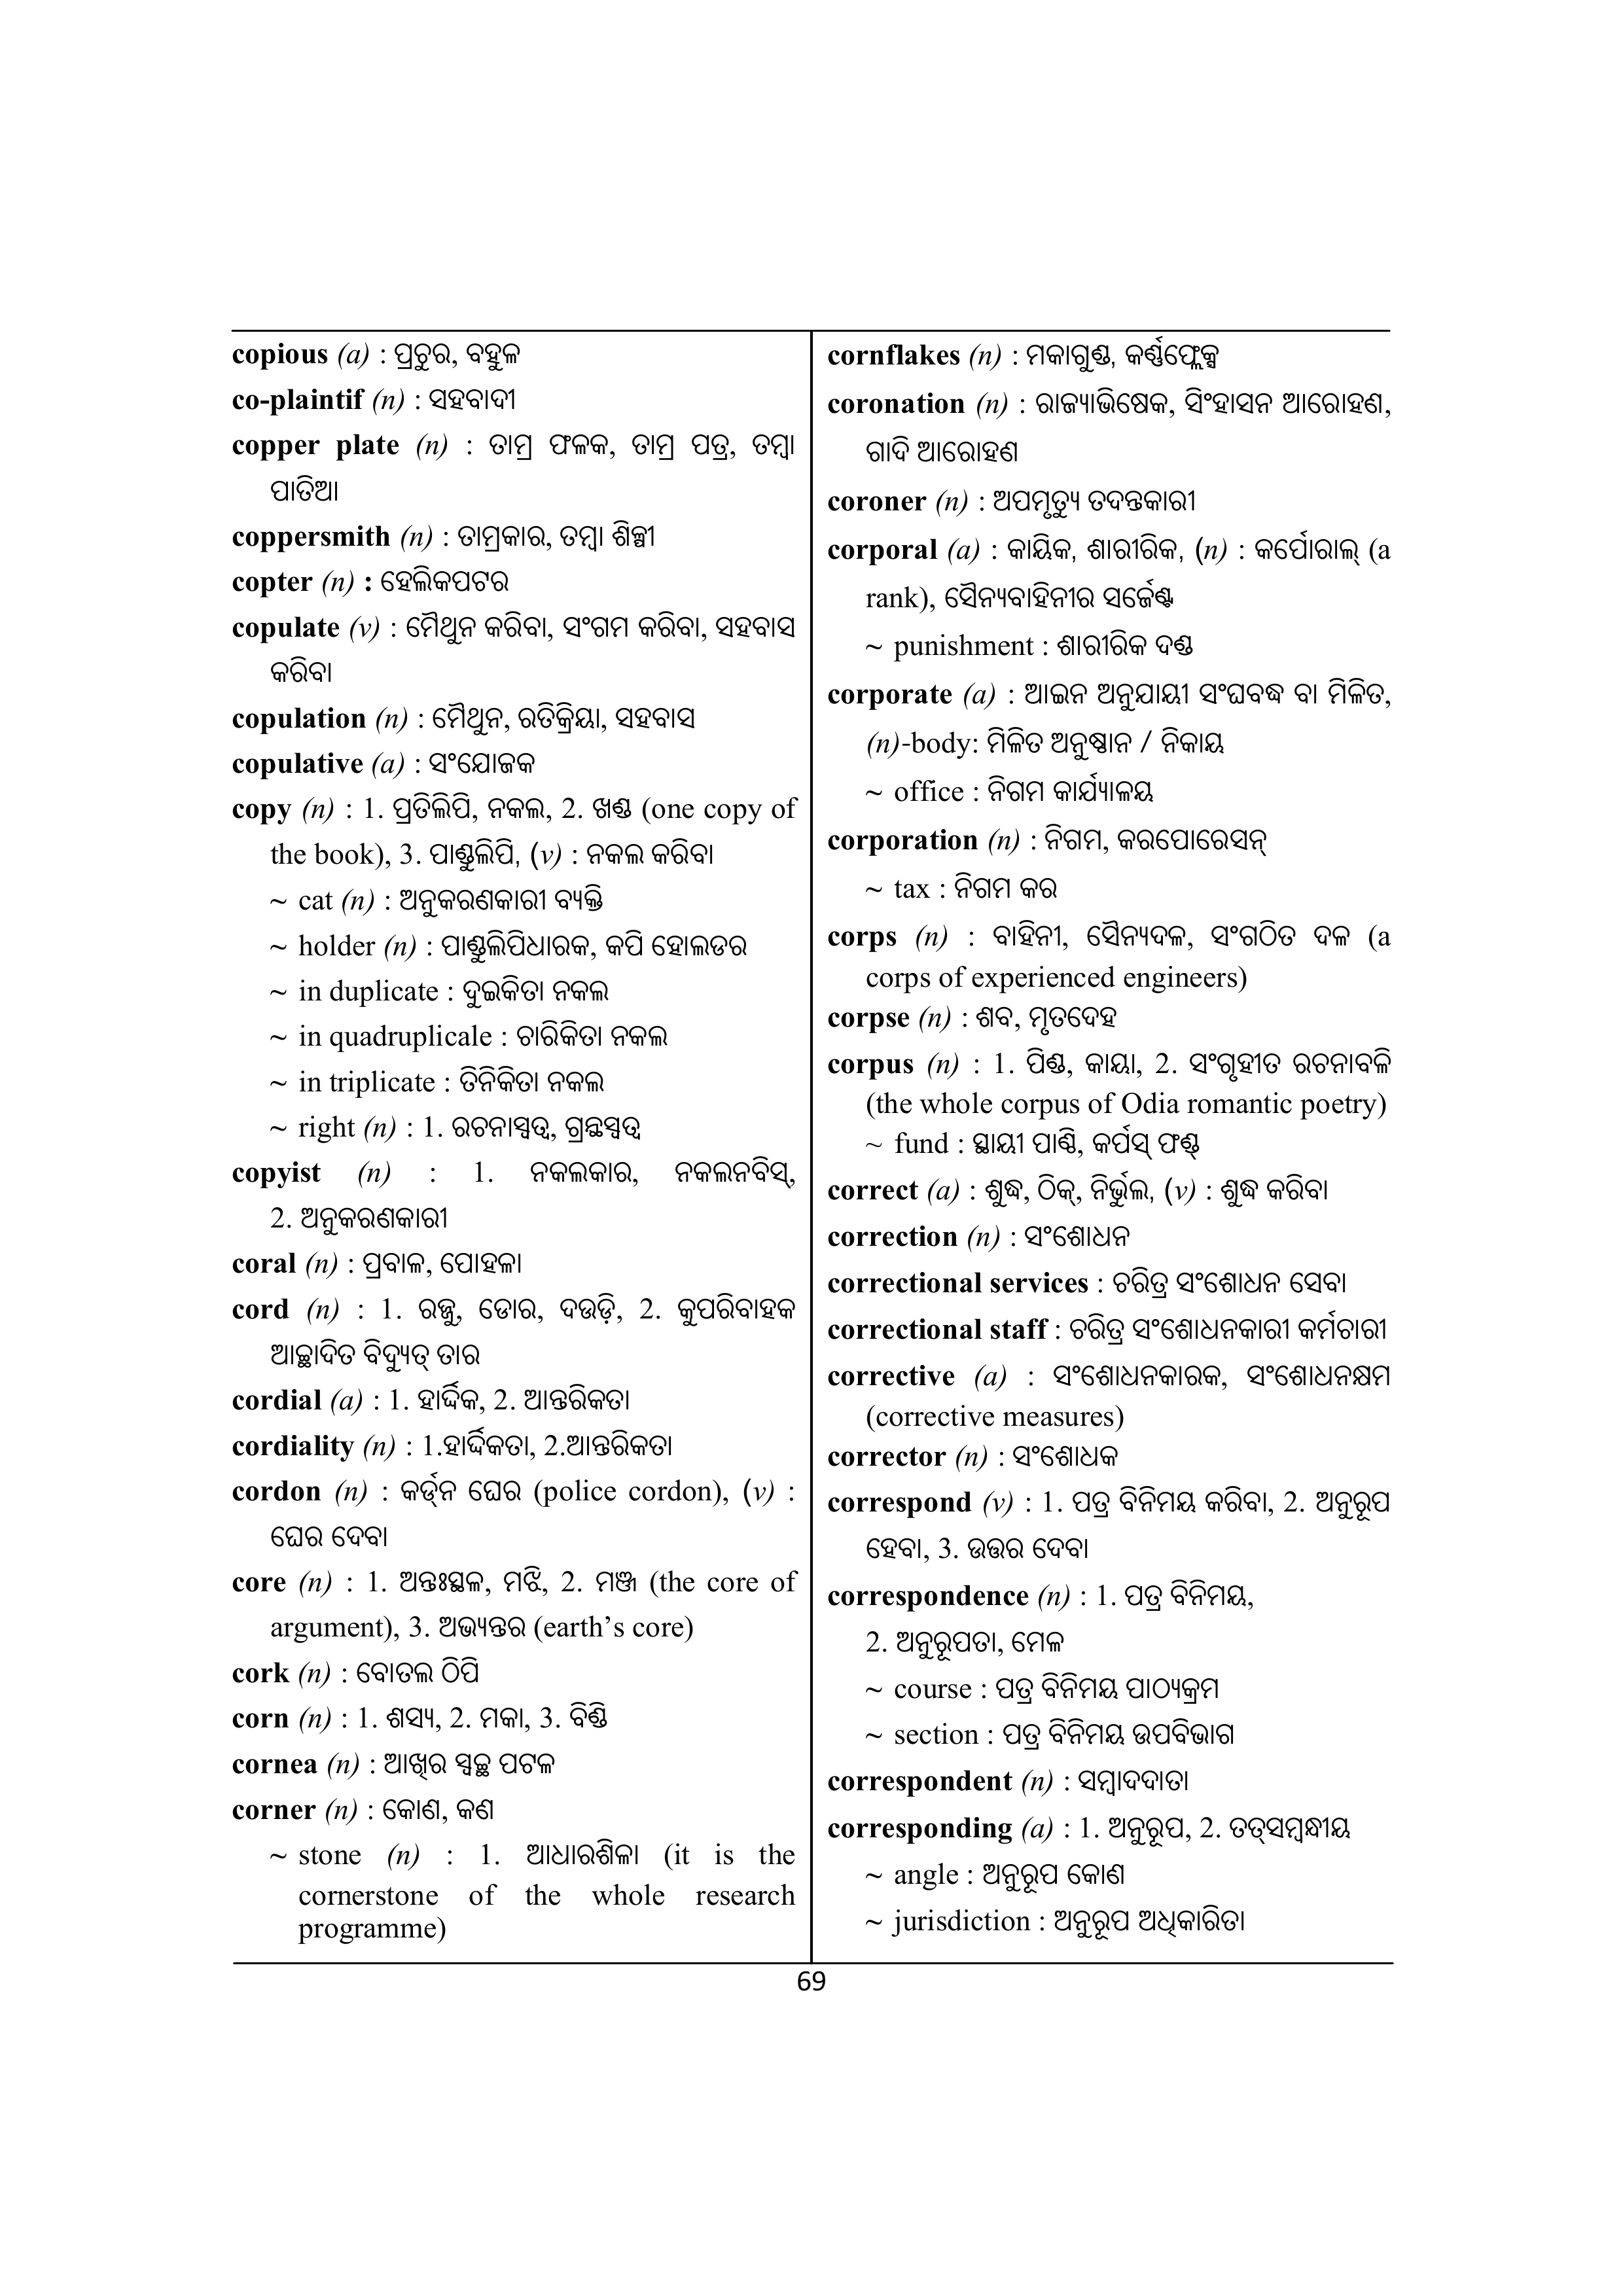 copious (a) : ପ୍ରଚୁର, ବହୁଳ
co-plaintif (n) : ସହବାଦୀ
copper plate (n) : ତାମ୍ର ଫଳକ, ତାମ୍ର ପତ୍ର, ତମ୍ବା
ପାତିଆ
coppersmith (n) : ତାମ୍ରକାର, ତମ୍ବା ଶିଳ୍ପୀ
copter (n) : ହେଲିକପଟର
copulate (v) : ମୈଥୁନ କରିବା, ସଂଗମ କରିବା, ସହବାସ
କରିବା
copulation (n) : ମୈଥୁନ, ରତିକ୍ରିୟା, ସହବାସ
copulative (a) : ସଂଯୋଜକ
copy (n) : 1. ପ୍ରତିଲିପି, ନକଲ, 2. ଖଣ୍ଡ (one copy of
the book), 3. ପାଣ୍ଡୁଲିପି, (v) : ନକଲ କରିବା
~ cat (n) : ଅନୁକରଣକାରୀ ବ୍ୟକ୍ତି
~ holder (n) : ପାଣ୍ଡୁଲିପିଧାରକ, କପି ହୋଲଡର
~ in duplicate : ଦୁଇକିତା ନକଲ
~ in quadruplicale : ଚାରିକିତା ନକଲ
~ in triplicate : ତିନିକିତା ନକଲ
~ right (n) : 1. ରଚନାସ୍ୱତ୍ୱ, ଗ୍ରନ୍ଥସ୍ୱତ୍ୱ
copyist (n) : 1. ନକଲକାର, ନକଲନବିସ୍,
2. ଅନୁକରଣକାରୀ
coral (n) : ପ୍ରବାଳ, ପୋହଳା
cord (n) : 1. ରଜ୍ଜୁ, ଡୋର, ଦଉଡ଼ି, 2. କୁପରିବାହକ
ଆଚ୍ଛାଦିତ ବିଦ୍ୟୁତ୍ ତାର
cordial (a) : 1. ହାର୍ଦ୍ଦିକ, 2. ଆନ୍ତରିକତା
cordiality (n) : 1.ହାର୍ଦ୍ଦିକତା, 2.ଆନ୍ତରିକତା
cordon (n) : କର୍ଡ୍‌ନ ଘେର (police cordon), (v) :
ଘେର ଦେବା
core (n) : 1. ଅନ୍ତଃସ୍ଥଳ, ମଝି, 2. ମଞ୍ଜ (the core of
argument), 3. ଅଭ୍ୟନ୍ତର (earth’s core)
cork (n) : ବୋତଲ ଠିପି
corn (n) : 1. ଶସ୍ୟ, 2. ମକା, 3. ବିଣ୍ଡି
cornea (n) : ଆଖିର ସ୍ୱଚ୍ଛ ପଟଳ
corner (n) : କୋଣ, କଣ
~ stone (n) : 1. ଆଧାରଶିଳା (it is the
cornerstone of the whole research
programme)
cornflakes (n) : ମକାଗୁଣ୍ଡ, କର୍ଣ୍ଣଫ୍ଲେକ୍ସ
coronation (n) : ରାଜ୍ୟାଭିଷେକ, ସିଂହାସନ ଆରୋହଣ,
ଗାଦି ଆରୋହଣ
coroner (n) : ଅପମୃତ୍ୟୁ ତଦନ୍ତକାରୀ
corporal (a) : କାୟିକ, ଶାରୀରିକ, (n) : କର୍ପୋରାଲ୍ (a
rank), ସୈନ୍ୟବାହିନୀର ସର୍ଜେଣ୍ଟ
~ punishment : ଶାରୀରିକ ଦଣ୍ଡ
corporate (a) : ଆଇନ ଅନୁଯାୟୀ ସଂଘବଦ୍ଧ ବା ମିଳିତ,
(n)-body: ମିଳିତ ଅନୁଷ୍ଠାନ / ନିକାୟ
~ office : ନିଗମ କାର୍ଯ୍ୟାଳୟ
corporation (n) : ନିଗମ, କରପୋରେସନ୍
~ tax : ନିଗମ କର
corps (n) : ବାହିନୀ, ସୈନ୍ୟଦଳ, ସଂଗଠିତ ଦଳ (a
corps of experienced engineers)
corpse (n) : ଶବ, ମୃତଦେହ
corpus (n) : 1. ପିଣ୍ଡ, କାୟା, 2. ସଂଗୃହୀତ ରଚନାବଳି
(the whole corpus of Odia romantic poetry)
~ fund : ସ୍ଥାୟୀ ପାଣ୍ଠି, କର୍ପସ୍ ଫଣ୍ଡ୍
correct (a) : ଶୁଦ୍ଧ, ଠିକ୍, ନିର୍ଭୁଲ, (v) : ଶୁଦ୍ଧ କରିବା
correction (n) : ସଂଶୋଧନ
correctional services : ଚରିତ୍ର ସଂଶୋଧନ ସେବା
correctional staff : ଚରିତ୍ର ସଂଶୋଧନକାରୀ କର୍ମଚାରୀ
corrective (a) : ସଂଶୋଧନକାରକ, ସଂଶୋଧନକ୍ଷମ
(corrective measures)
corrector (n) : ସଂଶୋଧକ
correspond (v) : 1. ପତ୍ର ବିନିମୟ କରିବା, 2. ଅନୁରୂପ
ହେବା, 3. ଉତ୍ତର ଦେବା
correspondence (n) : 1. ପତ୍ର ବିନିମୟ,
2. ଅନୁରୂପତା, ମେଳ
~ course : ପତ୍ର ବିନିମୟ ପାଠ୍ୟକ୍ରମ
~ section : ପତ୍ର ବିନିମୟ ଉପବିଭାଗ
correspondent (n) : ସମ୍ବାଦଦାତା
corresponding (a) : 1. ଅନୁରୂପ, 2. ତତ୍‌ସମ୍ବନ୍ଧୀୟ
~ angle : ଅନୁରୂପ କୋଣ
~ jurisdiction : ଅନୁରୂପ ଅଧିକାରିତା
69